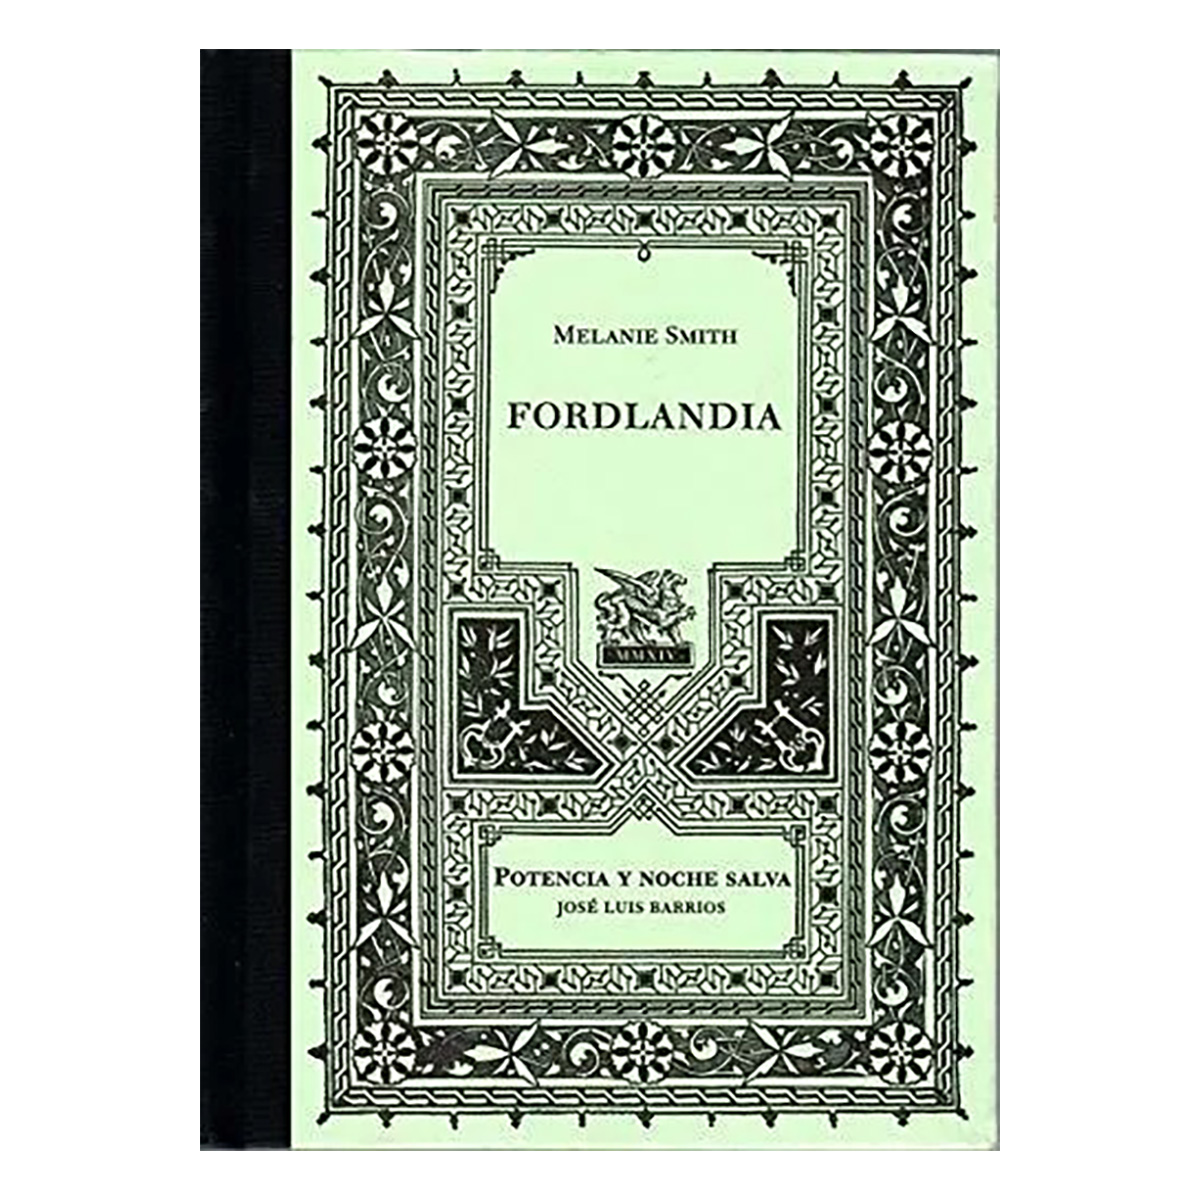 MELANIE SMITH
FORDLANDIA
·MMXIV·
POTENCIA Y NOCHE SALVA
JOSÉ LUIS BARRIOS